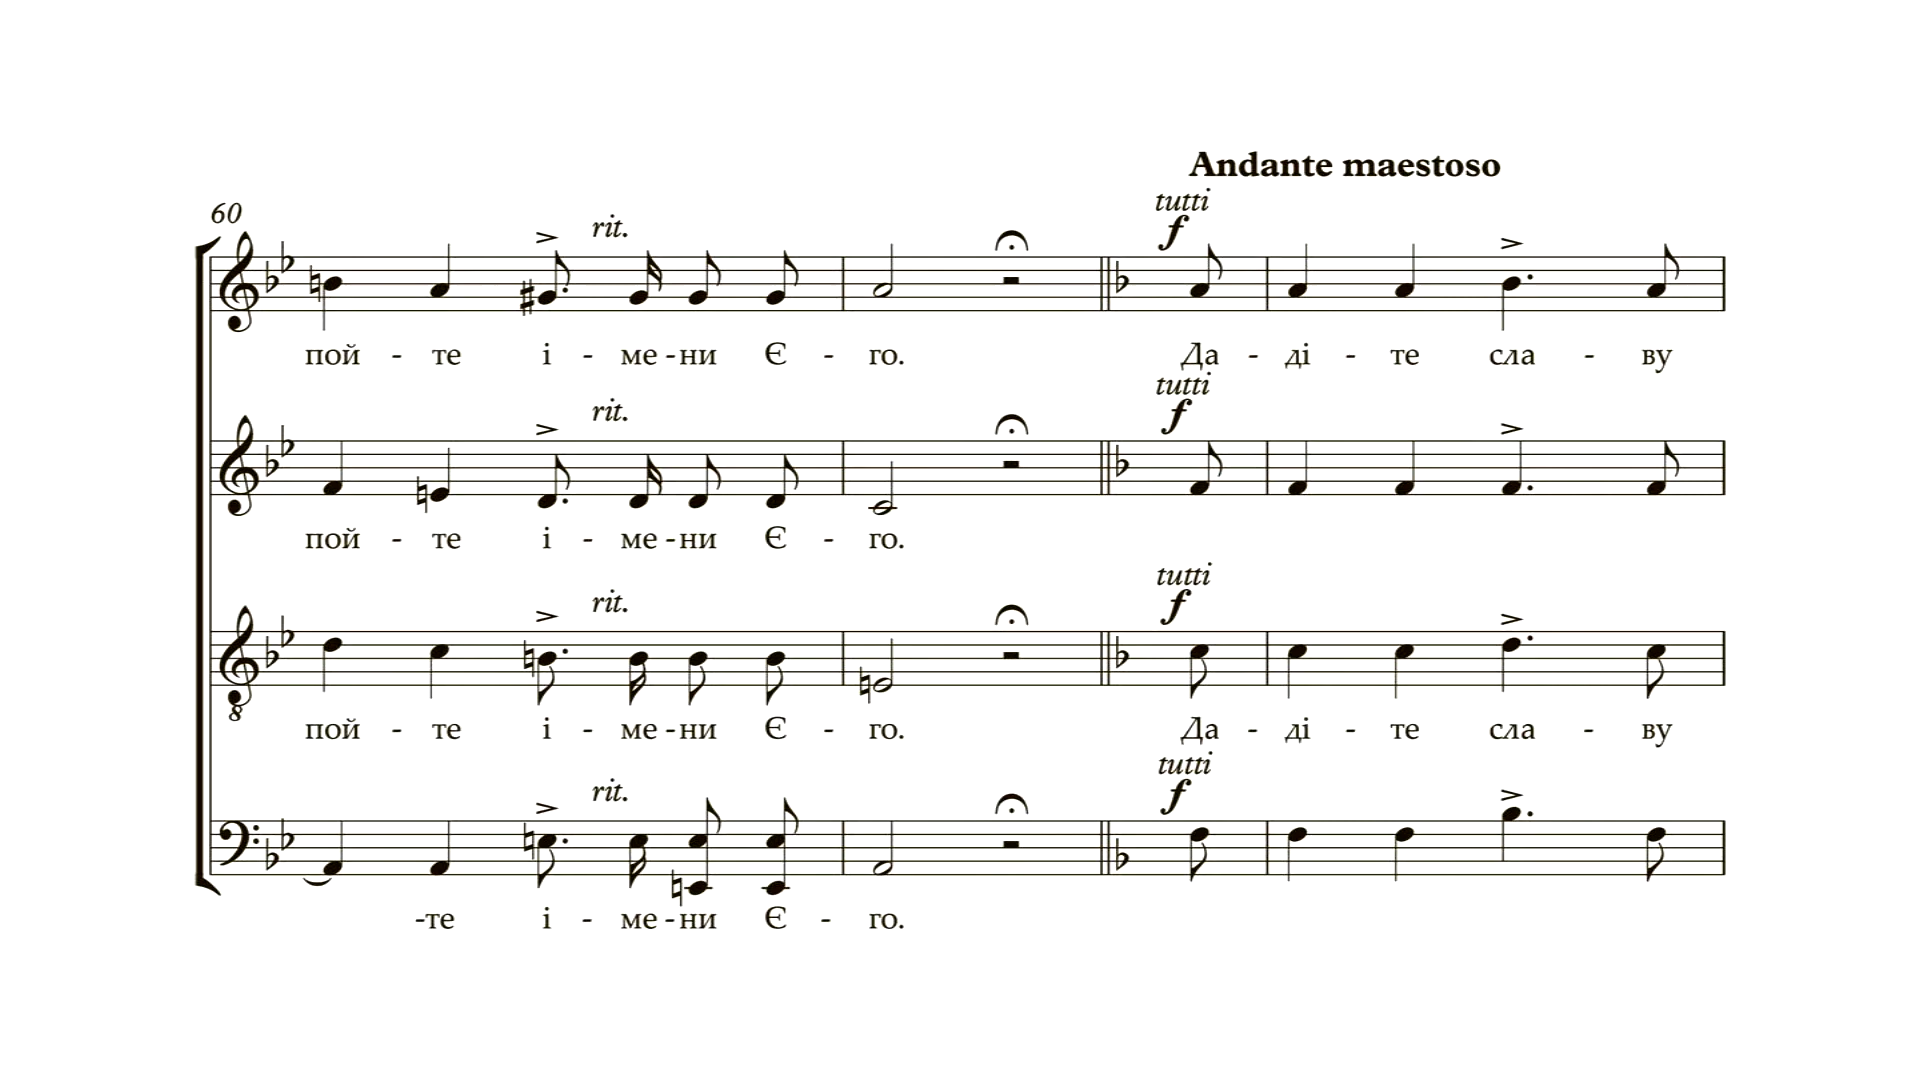 Andante maestoso
tutti
60 rit. f
пой - те і - ме - ни Є - го. Да - ді - те сла - ву
tutti
rit. f
пой - те і - ме - ни Є - го.
tutti
rit. f
8
пой - те і - ме - ни Є - го. Да - ді - те сла - ву
tutti
rit. f
-те і - ме - ни Є - го.